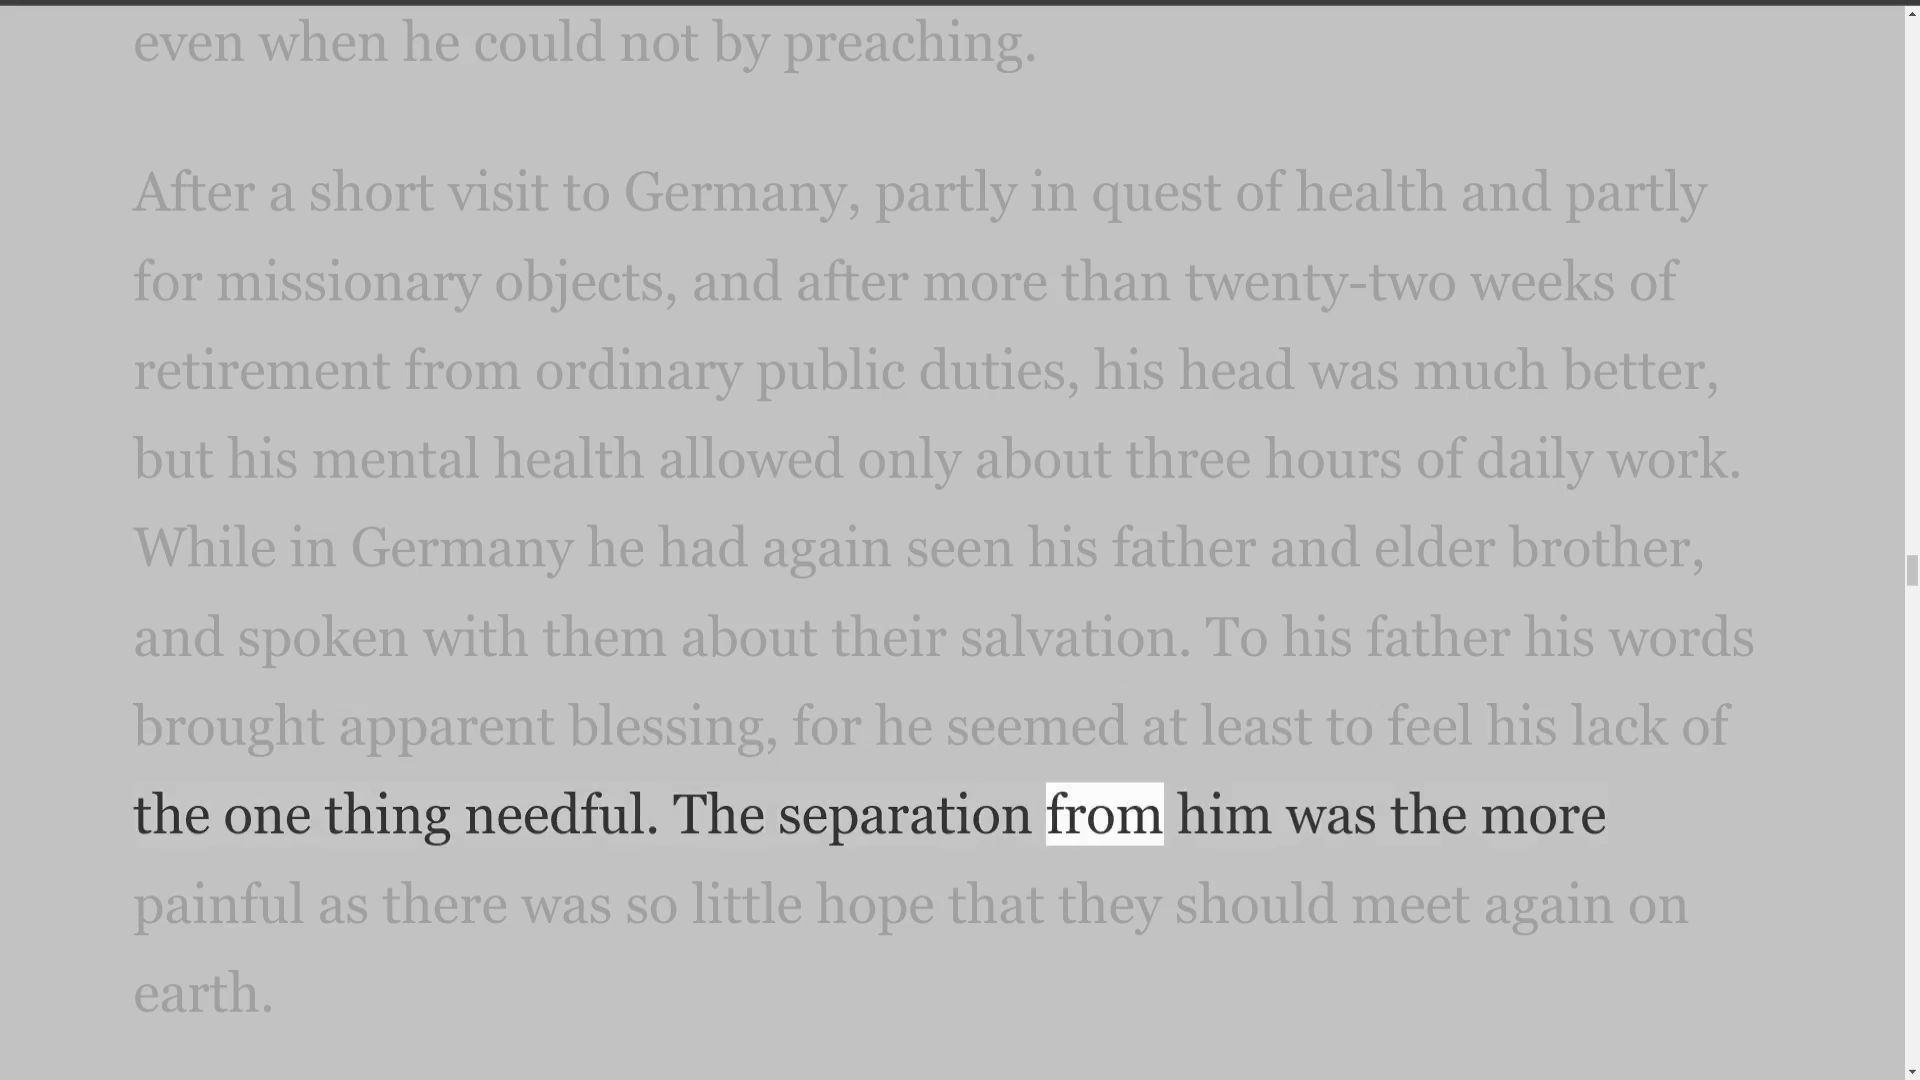 even when he could not by preaching.
After a short visit to Germany, partly in quest of health and partly
for missionary objects, and after more than twenty-two weeks of
retirement from ordinary public duties, his head was much better,
but his mental health allowed only about three hours of daily work.
While in Germany he had again seen his father and elder brother,
and spoken with them about their salvation. To his father his words
brought apparent blessing, for he seemed at least to feel his lack of
the one thing needful. The separation from him was the more
painful as there was so little hope that they should meet again on
earth.